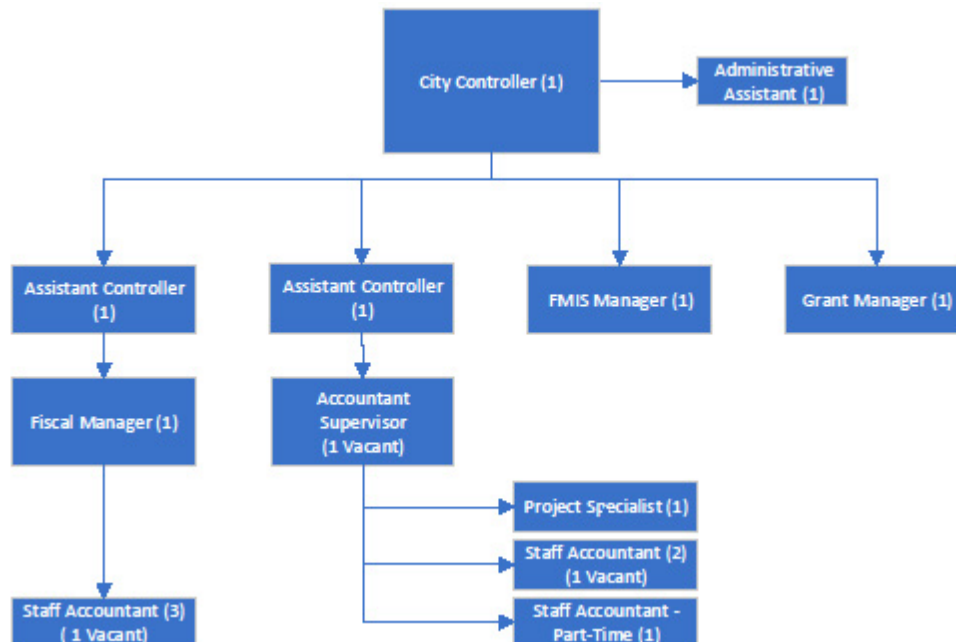 City Controller (1)
Administrative
Assistant (1)
Assistant Controller
(1)
Assistant Controller
(1)
FMIS Manager (1)
Grant Manager (1)
Fiscal Manager (1)
Accountant
Supervisor
(1 Vacant)
Project Specialist (1)
Staff Accountant (2)
(1 Vacant)
Staff Accountant (3)
( 1 Vacant)
Staff Accountant -
Part-Time (1)